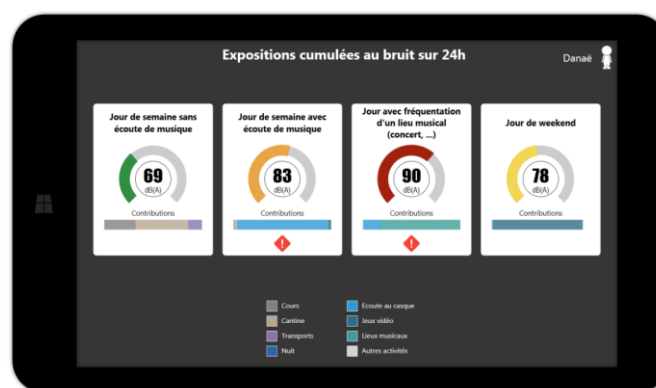 Expositions cumulées au bruit sur 24h
Danaë
Jour de semaine sans
écoute de musique
69
dB(A)
Contributions
Jour de semaine avec
écoute de musique
83
dB(A)
Contributions
!
Jour avec fréquentation
d'un lieu musical
(concert, ...)
90
dB(A)
Contributions
!
Jour de weekend
78
dB(A)
Contributions
Cours
Cantine
Transports
Nuit
Ecoute au casque
Jeux vidéo
Lieux musicaux
Autres activités